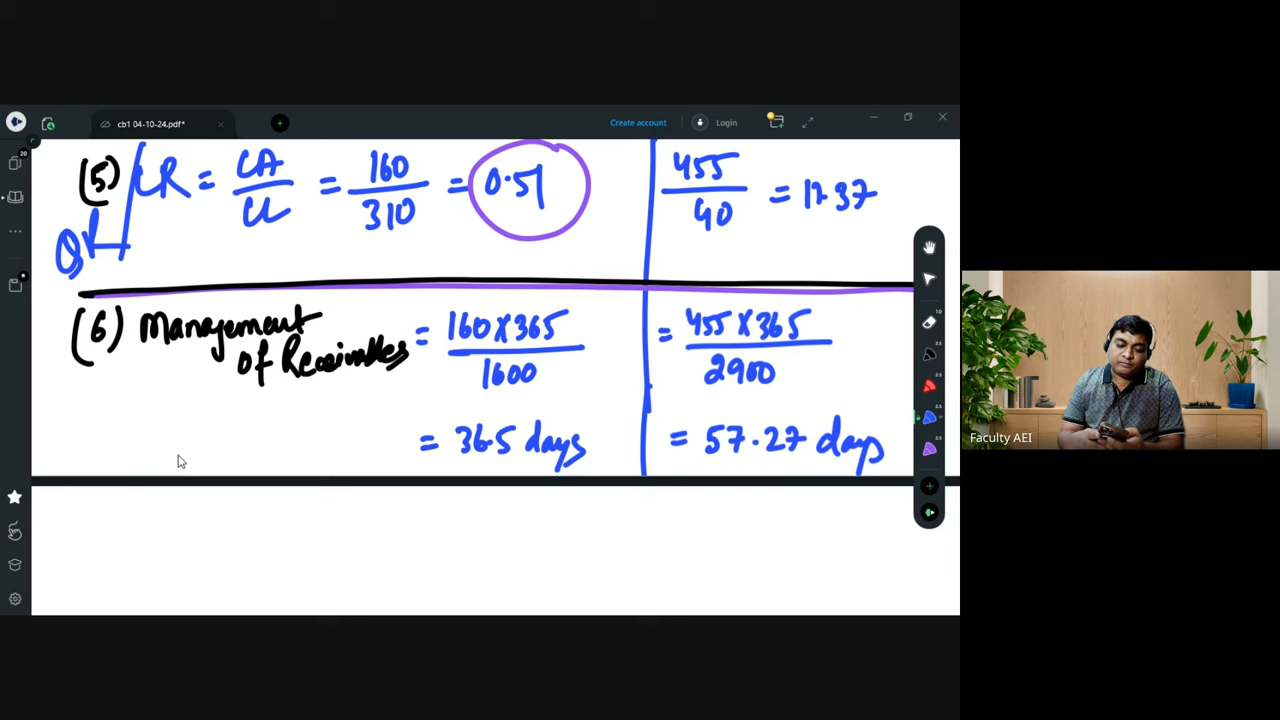 cb1 04-10-24.pdf*
Create account
Login
(5) CR = CA / CL = 160 / 310 = 0.51
455 / 40 = 11.37
QR
(6) Management of Receivables = 160 x 365 / 1600
= 455 x 365 / 2900
= 36.5 days
= 57.27 days
Faculty AEI